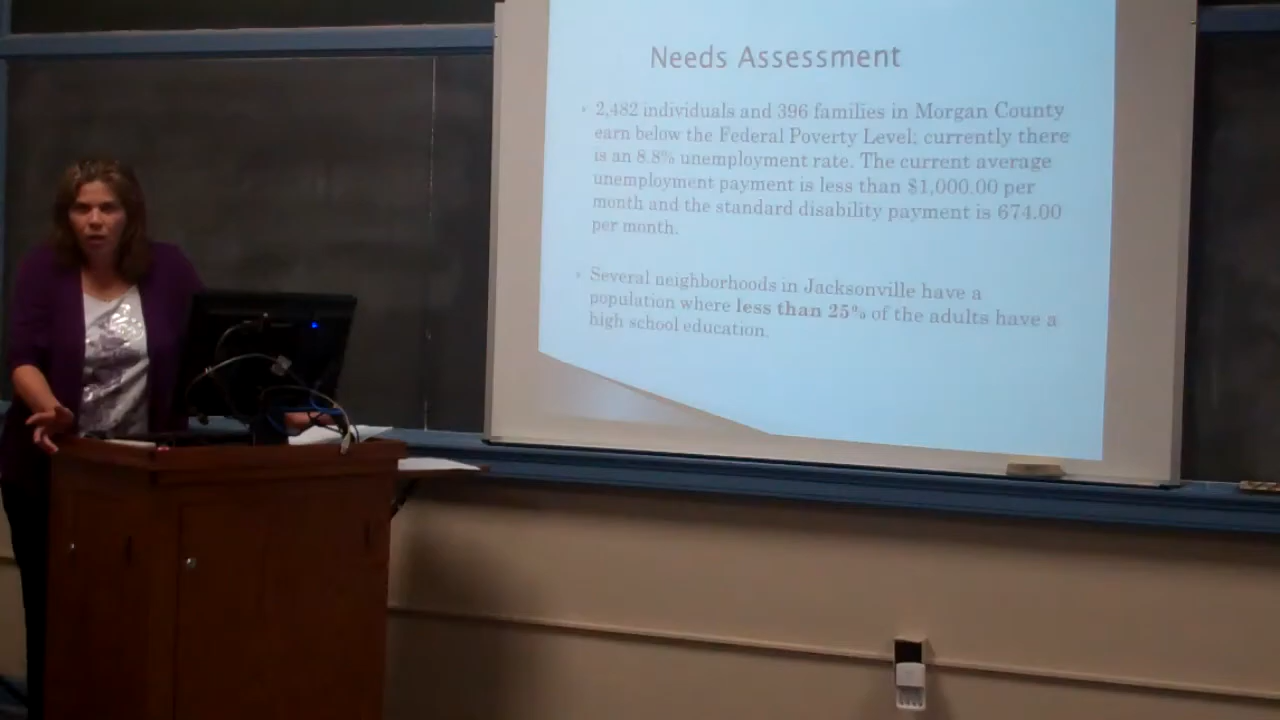 Needs Assessment
2,482 individuals and 396 families in Morgan County
earn below the Federal Poverty Level; currently there
is an 8.8% unemployment rate. The current average
unemployment payment is less than $1,000.00 per
month and the standard disability payment is 674.00
per month.
Several neighborhoods in Jacksonville have a
population where less than 25% of the adults have a
high school education.